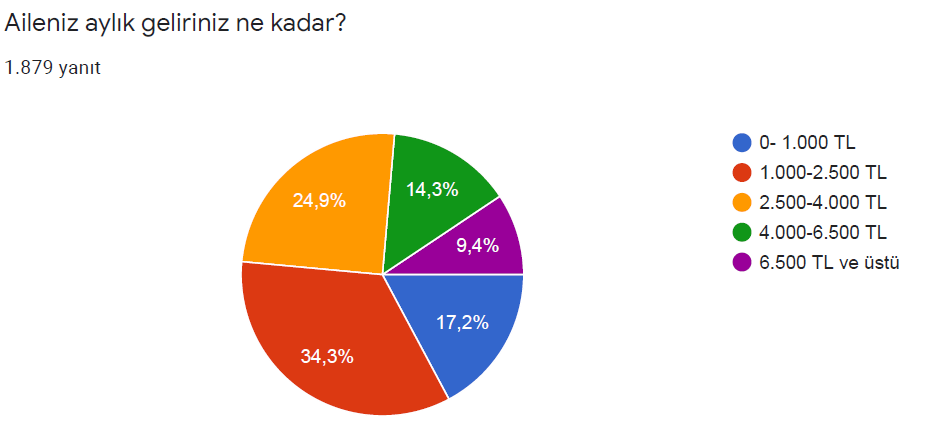 Aileniz aylık geliriniz ne kadar?
1.879 yanıt
24,9%
14,3%
9,4%
17,2%
34,3%
0- 1.000 TL
1.000-2.500 TL
2.500-4.000 TL
4.000-6.500 TL
6.500 TL ve üstü